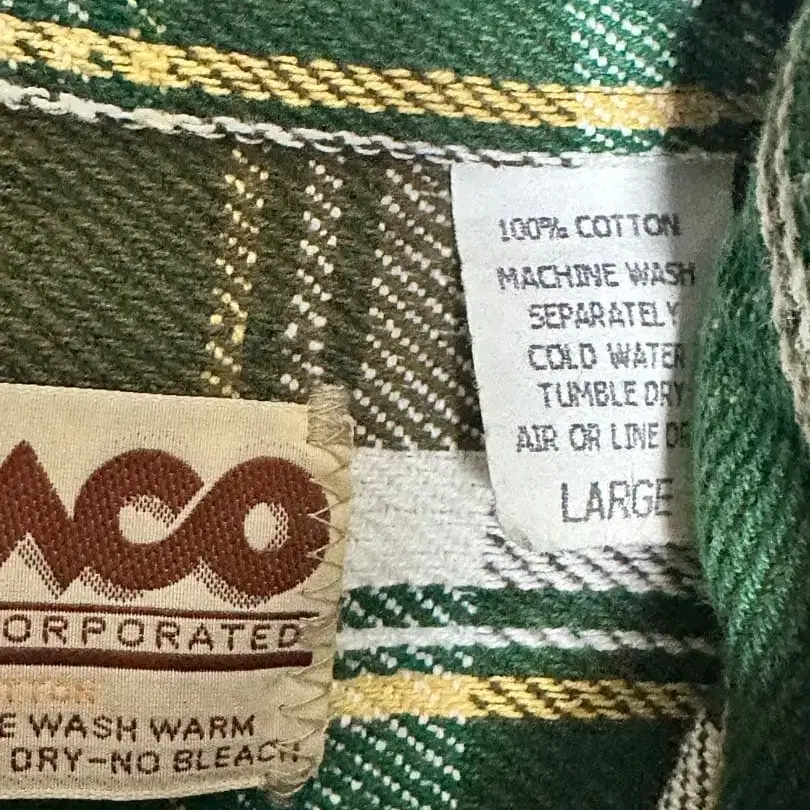 100% COTTON
MACHINE WASH
SEPARATELY
COLD WATER
TUMBLE DRY
AIR OR LINE
LARGE
ACO
ORPORATED
E WASH WARM
DRY-NO BLEACH